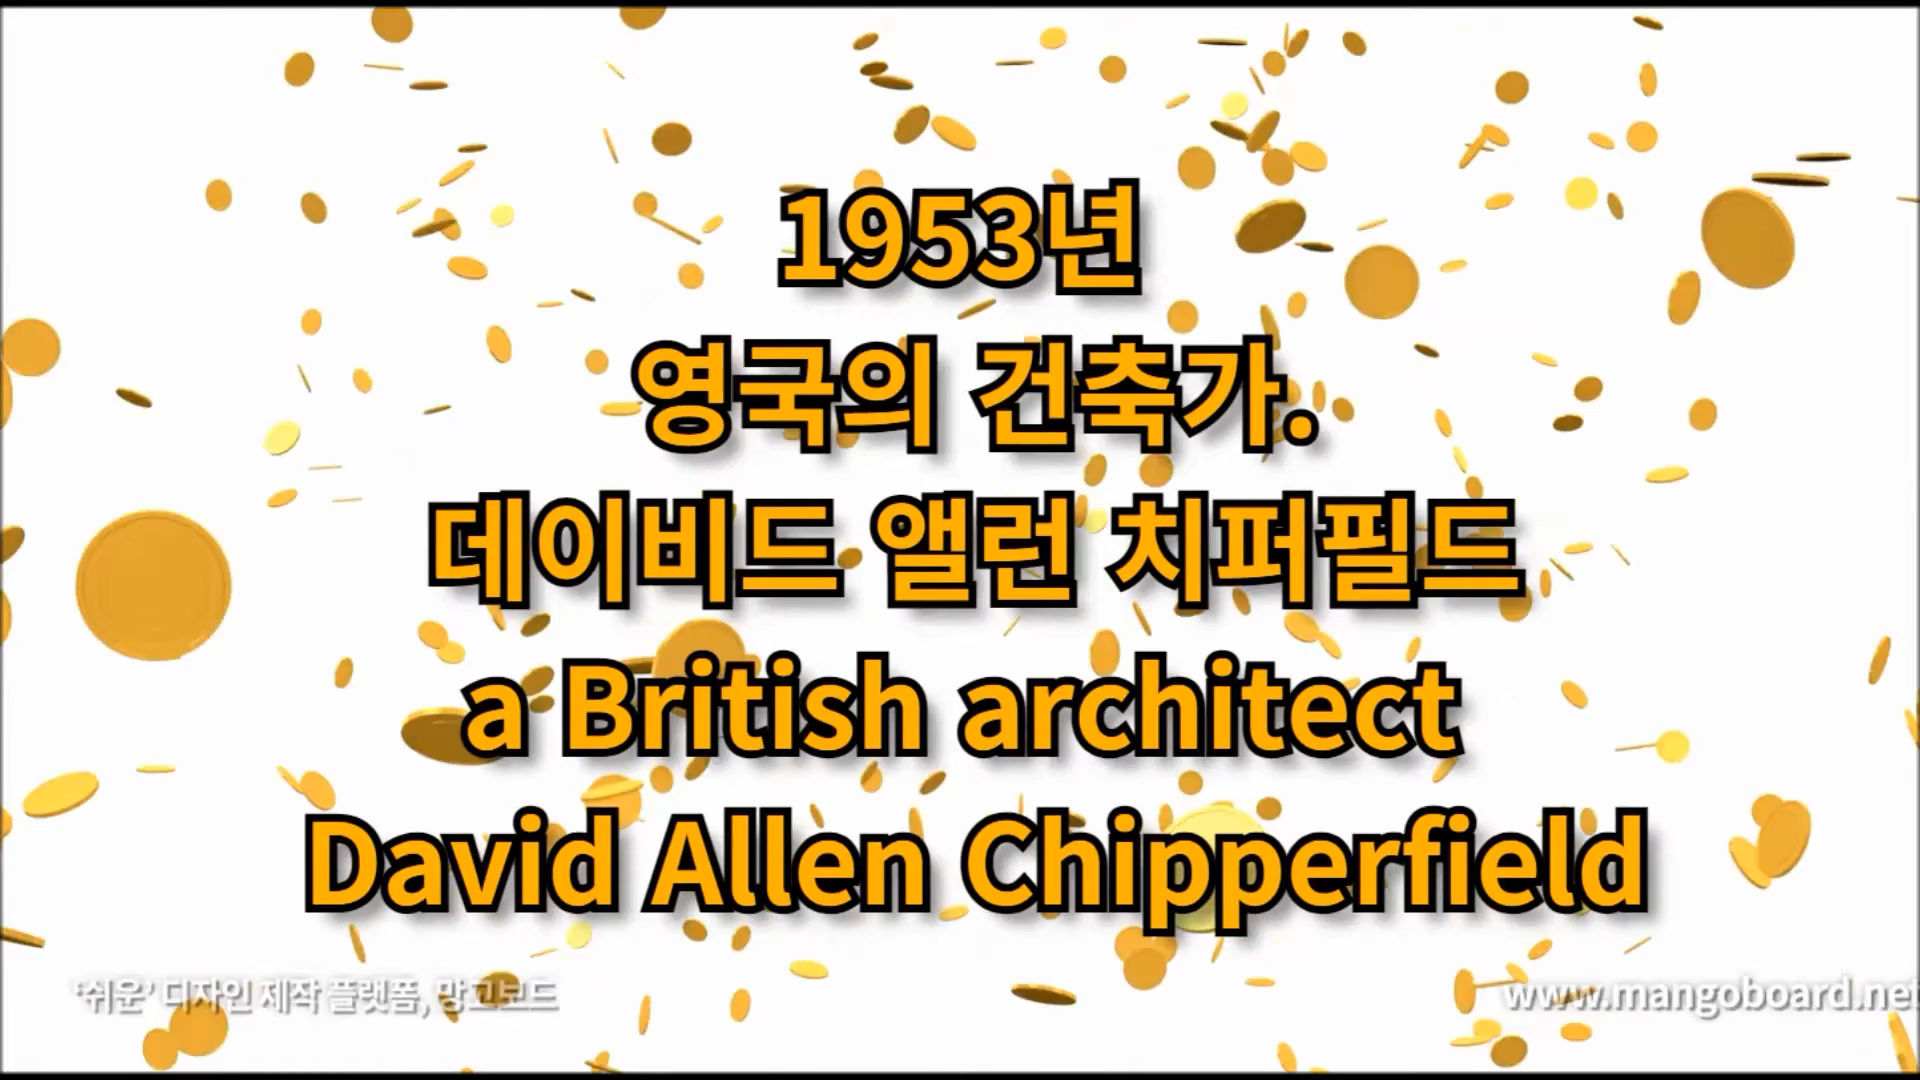 1953년
영국의 건축가.
데이비드 앨런 치퍼필드
a British architect
David Allen Chipperfield
‘쉬운’ 디자인 제작 플랫폼, 망고보드
www.mangoboard.net